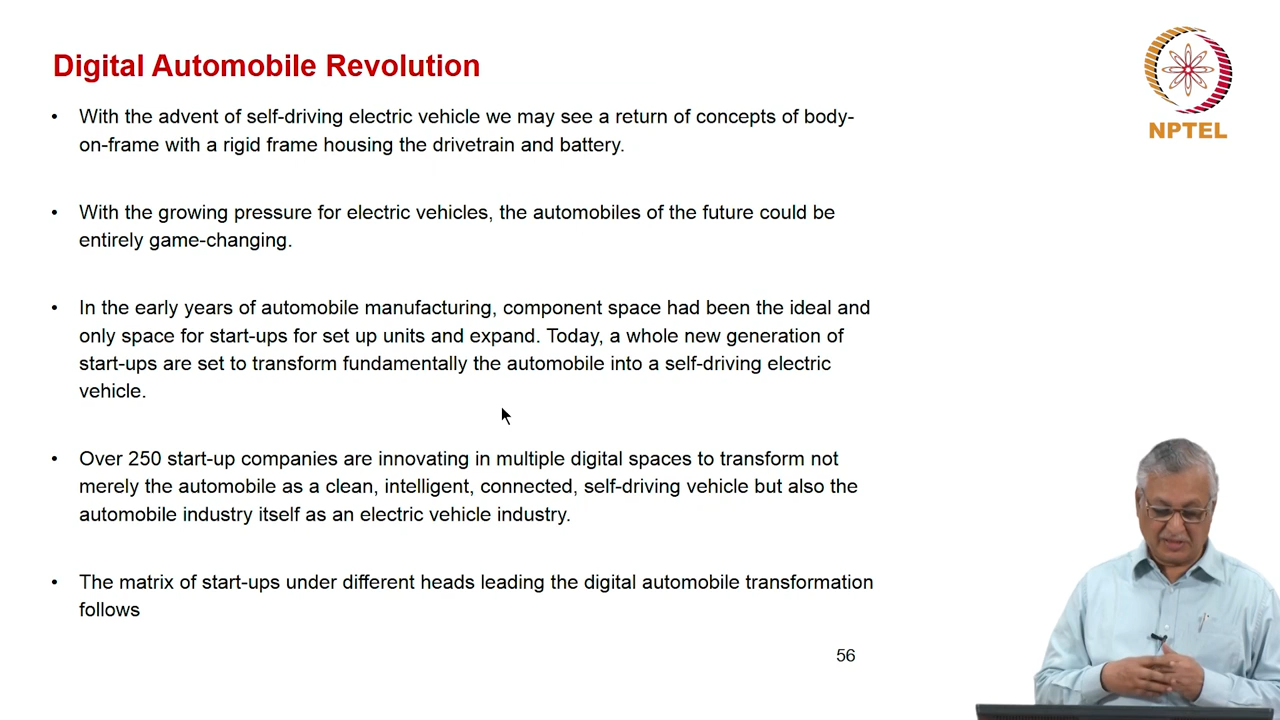 Digital Automobile Revolution
NPTEL
• With the advent of self-driving electric vehicle we may see a return of concepts of body-
on-frame with a rigid frame housing the drivetrain and battery.
• With the growing pressure for electric vehicles, the automobiles of the future could be
entirely game-changing.
• In the early years of automobile manufacturing, component space had been the ideal and
only space for start-ups for set up units and expand. Today, a whole new generation of
start-ups are set to transform fundamentally the automobile into a self-driving electric
vehicle.
• Over 250 start-up companies are innovating in multiple digital spaces to transform not
merely the automobile as a clean, intelligent, connected, self-driving vehicle but also the
automobile industry itself as an electric vehicle industry.
• The matrix of start-ups under different heads leading the digital automobile transformation
follows
56